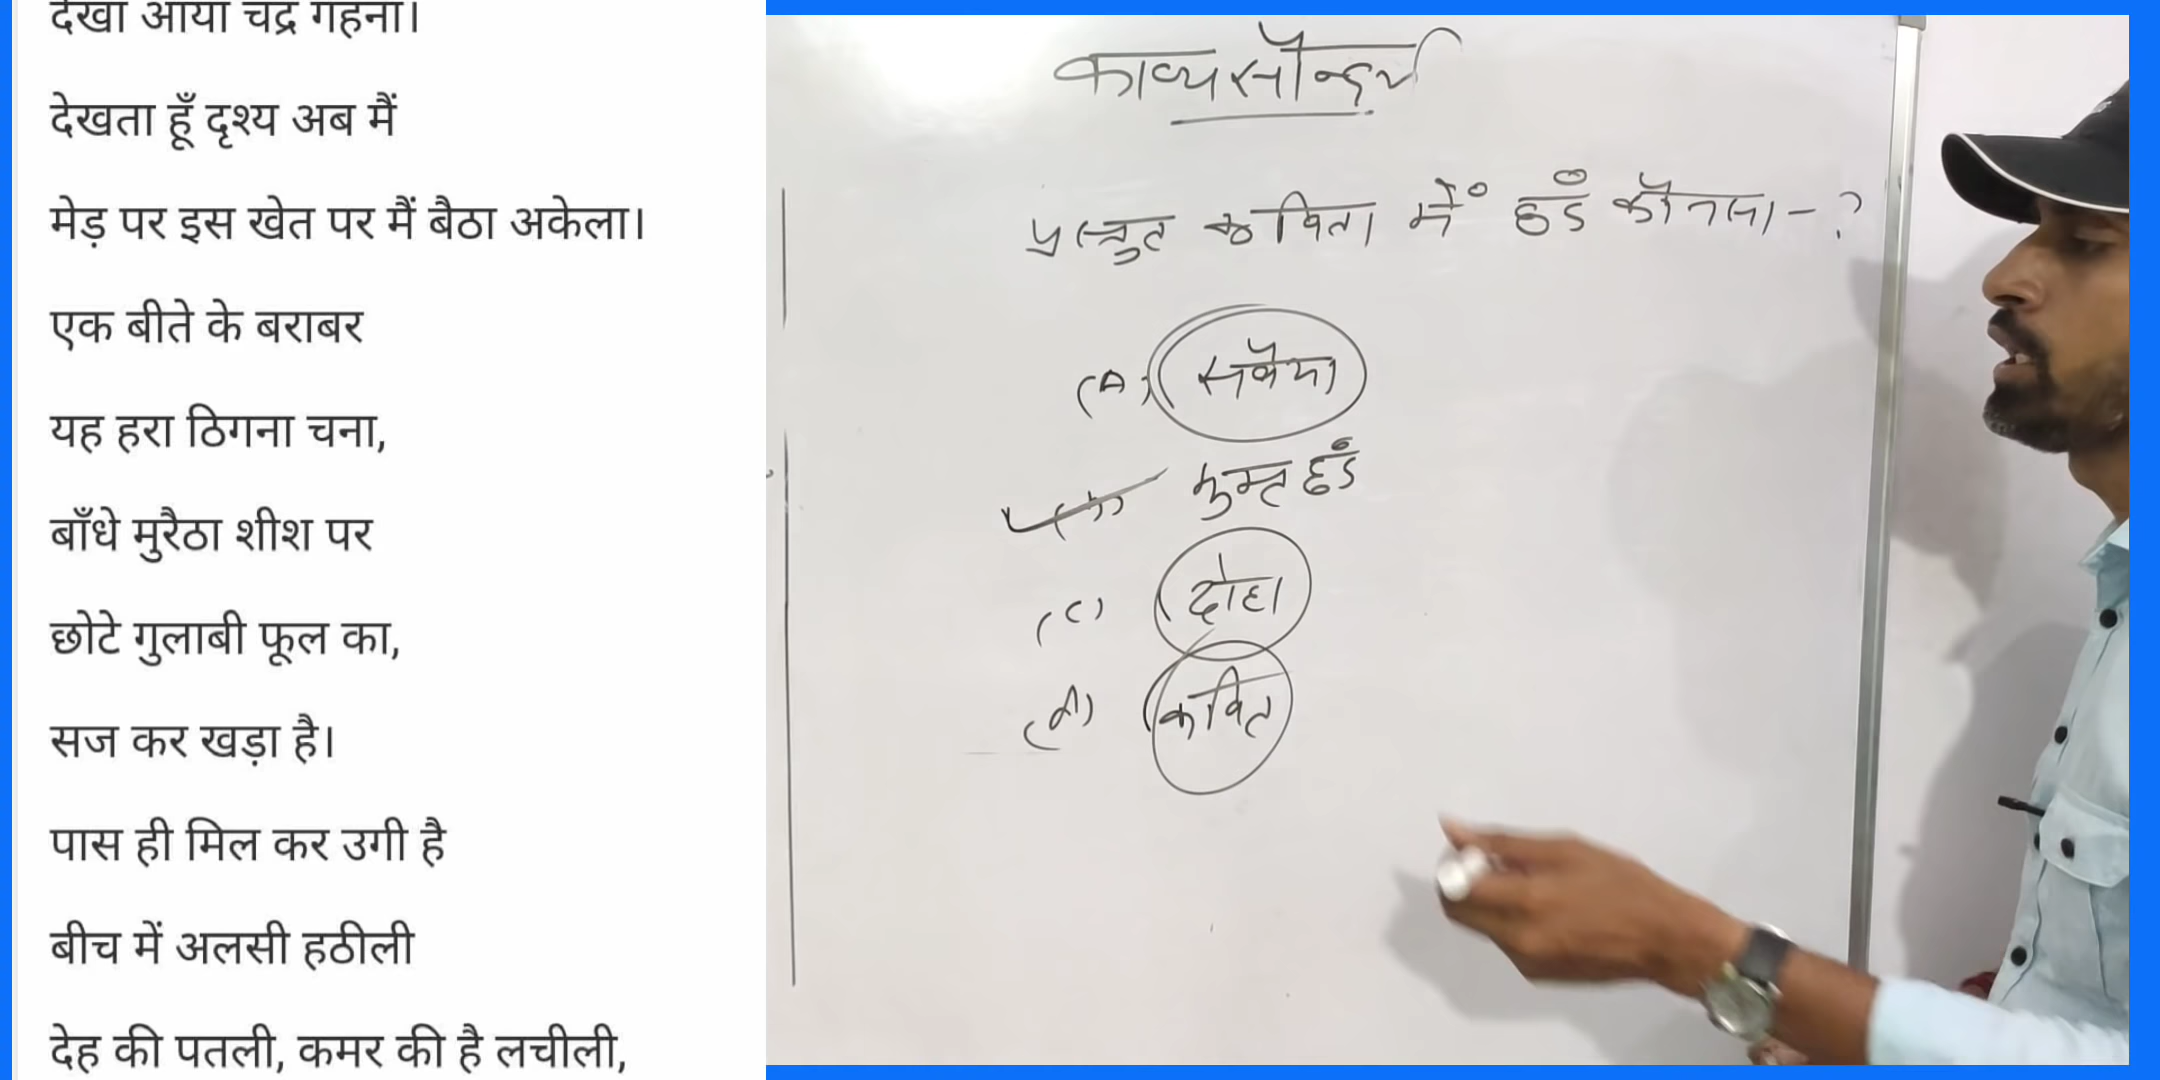 देखा आया चंद्र गहना।
देखता हूँ दृश्य अब मैं
मेड़ पर इस खेत पर मैं बैठा अकेला।
एक बीते के बराबर
यह हरा ठिगना चना,
बाँधे मुरैठा शीश पर
छोटे गुलाबी फूल का,
सज कर खड़ा है।
पास ही मिल कर उगी है
बीच में अलसी हठीली
देह की पतली, कमर की है लचीली,
काव्य सौन्दर्य
प्रस्तुत कविता में छंद कौनसा - ?
(A) सवैया
मुक्त छंद
(C) दोहा
(d) कवित